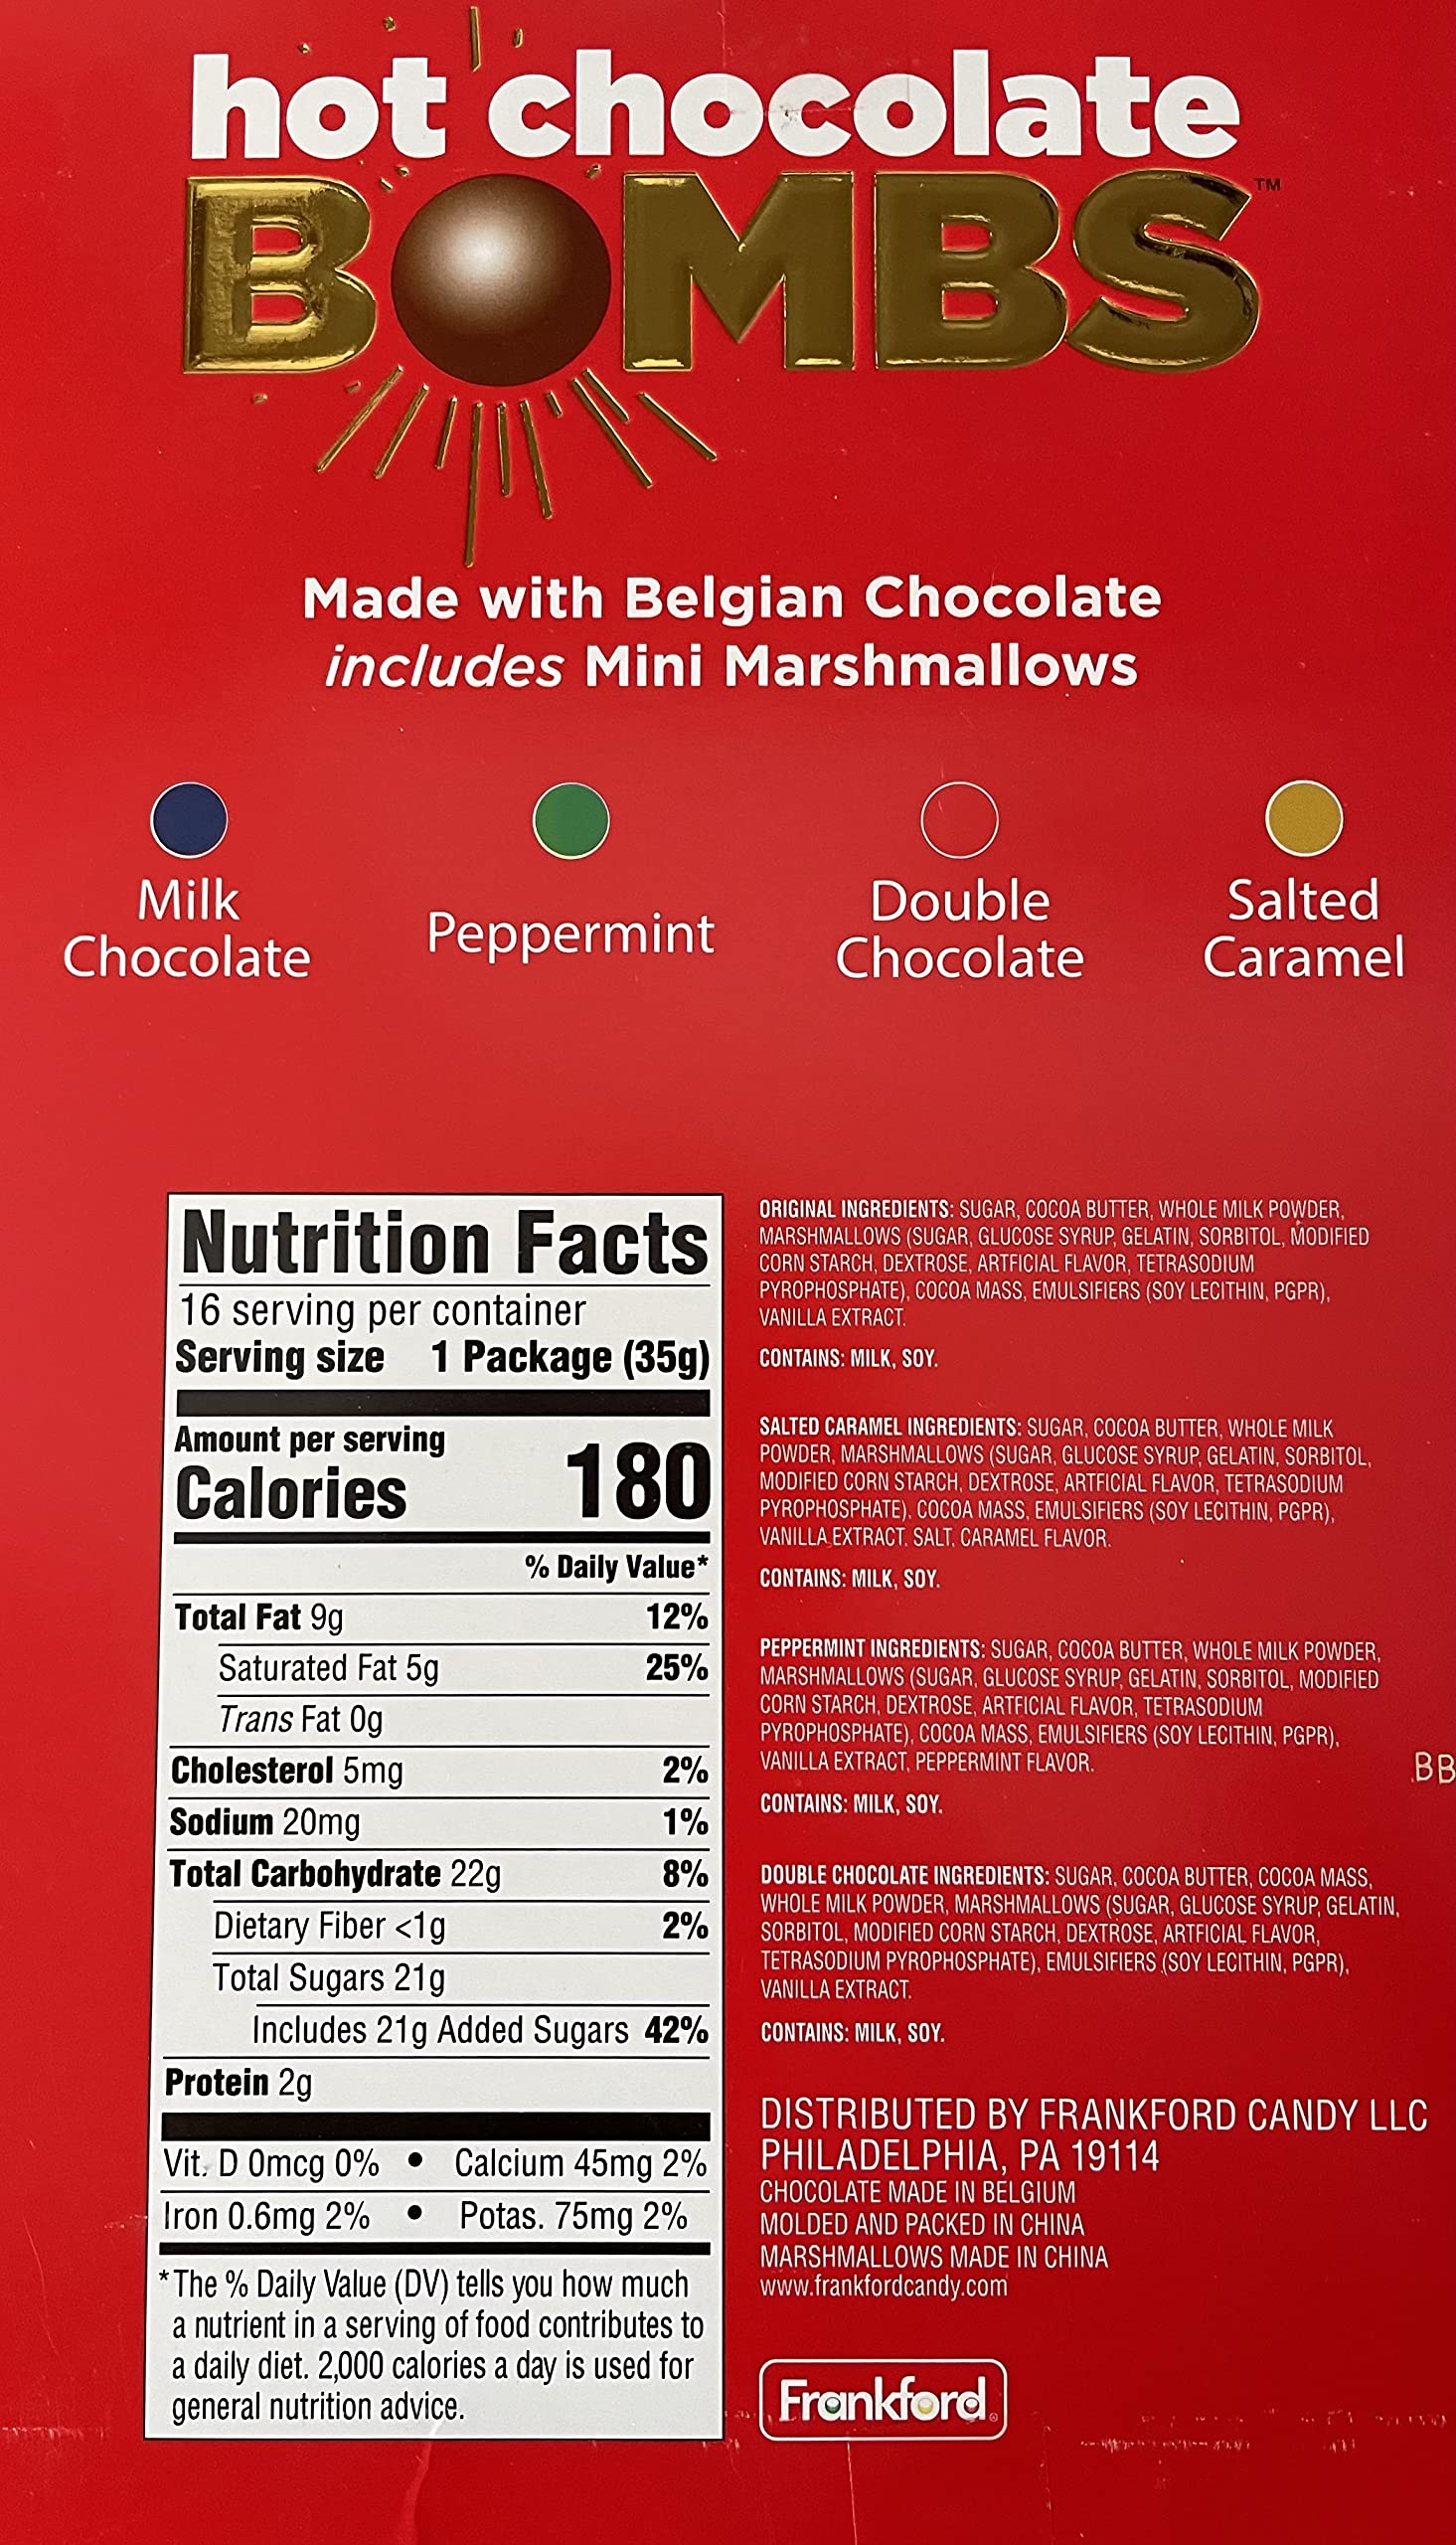 hot chocolate
BOMBS™
Made with Belgian Chocolate
includes Mini Marshmallows
Milk
Chocolate
Peppermint
Double
Chocolate
Salted
Caramel
Nutrition Facts
16 serving per container
Serving size 1 Package (35g)
Amount per serving
Calories 180
% Daily Value*
Total Fat 9g 12%
Saturated Fat 5g 25%
Trans Fat 0g
Cholesterol 5mg 2%
Sodium 20mg 1%
Total Carbohydrate 22g 8%
Dietary Fiber <1g 2%
Total Sugars 21g
Includes 21g Added Sugars 42%
Protein 2g
Vit. D 0mcg 0% • Calcium 45mg 2%
Iron 0.6mg 2% • Potas. 75mg 2%
*The % Daily Value (DV) tells you how much
a nutrient in a serving of food contributes to
a daily diet. 2,000 calories a day is used for
general nutrition advice.
ORIGINAL INGREDIENTS: SUGAR, COCOA BUTTER, WHOLE MILK POWDER,
MARSHMALLOWS (SUGAR, GLUCOSE SYRUP, GELATIN, SORBITOL, MODIFIED
CORN STARCH, DEXTROSE, ARTFICIAL FLAVOR, TETRASODIUM
PYROPHOSPHATE), COCOA MASS, EMULSIFIERS (SOY LECITHIN, PGPR),
VANILLA EXTRACT.
CONTAINS: MILK, SOY.
SALTED CARAMEL INGREDIENTS: SUGAR, COCOA BUTTER, WHOLE MILK
POWDER, MARSHMALLOWS (SUGAR, GLUCOSE SYRUP, GELATIN, SORBITOL,
MODIFIED CORN STARCH, DEXTROSE, ARTFICIAL FLAVOR, TETRASODIUM
PYROPHOSPHATE), COCOA MASS, EMULSIFIERS (SOY LECITHIN, PGPR),
VANILLA EXTRACT. SALT, CARAMEL FLAVOR.
CONTAINS: MILK, SOY.
PEPPERMINT INGREDIENTS: SUGAR, COCOA BUTTER, WHOLE MILK POWDER,
MARSHMALLOWS (SUGAR, GLUCOSE SYRUP, GELATIN, SORBITOL, MODIFIED
CORN STARCH, DEXTROSE, ARTFICIAL FLAVOR, TETRASODIUM
PYROPHOSPHATE), COCOA MASS, EMULSIFIERS (SOY LECITHIN, PGPR),
VANILLA EXTRACT, PEPPERMINT FLAVOR.
CONTAINS: MILK, SOY.
BB
DOUBLE CHOCOLATE INGREDIENTS: SUGAR, COCOA BUTTER, COCOA MASS,
WHOLE MILK POWDER, MARSHMALLOWS (SUGAR, GLUCOSE SYRUP, GELATIN,
SORBITOL, MODIFIED CORN STARCH, DEXTROSE, ARTFICIAL FLAVOR,
TETRASODIUM PYROPHOSPHATE), EMULSIFIERS (SOY LECITHIN, PGPR),
VANILLA EXTRACT.
CONTAINS: MILK, SOY.
DISTRIBUTED BY FRANKFORD CANDY LLC
PHILADELPHIA, PA 19114
CHOCOLATE MADE IN BELGIUM
MOLDED AND PACKED IN CHINA
MARSHMALLOWS MADE IN CHINA
www.frankfordcandy.com
Frankford®